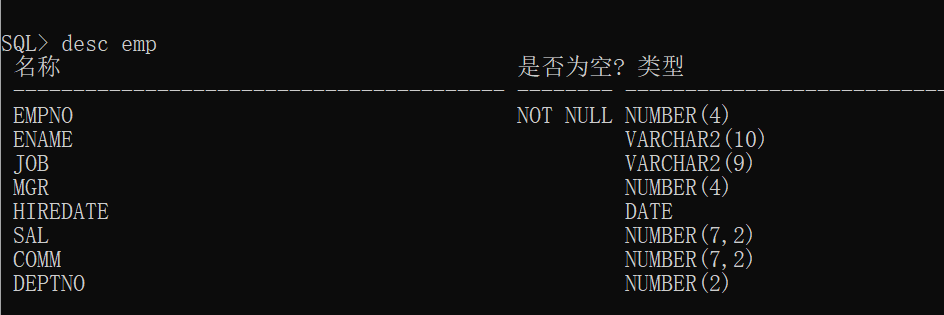 SQL> desc emp
名称 是否为空? 类型
----------------------------------------- -------- ----------------------------
EMPNO NOT NULL NUMBER(4)
ENAME VARCHAR2(10)
JOB VARCHAR2(9)
MGR NUMBER(4)
HIREDATE DATE
SAL NUMBER(7,2)
COMM NUMBER(7,2)
DEPTNO NUMBER(2)